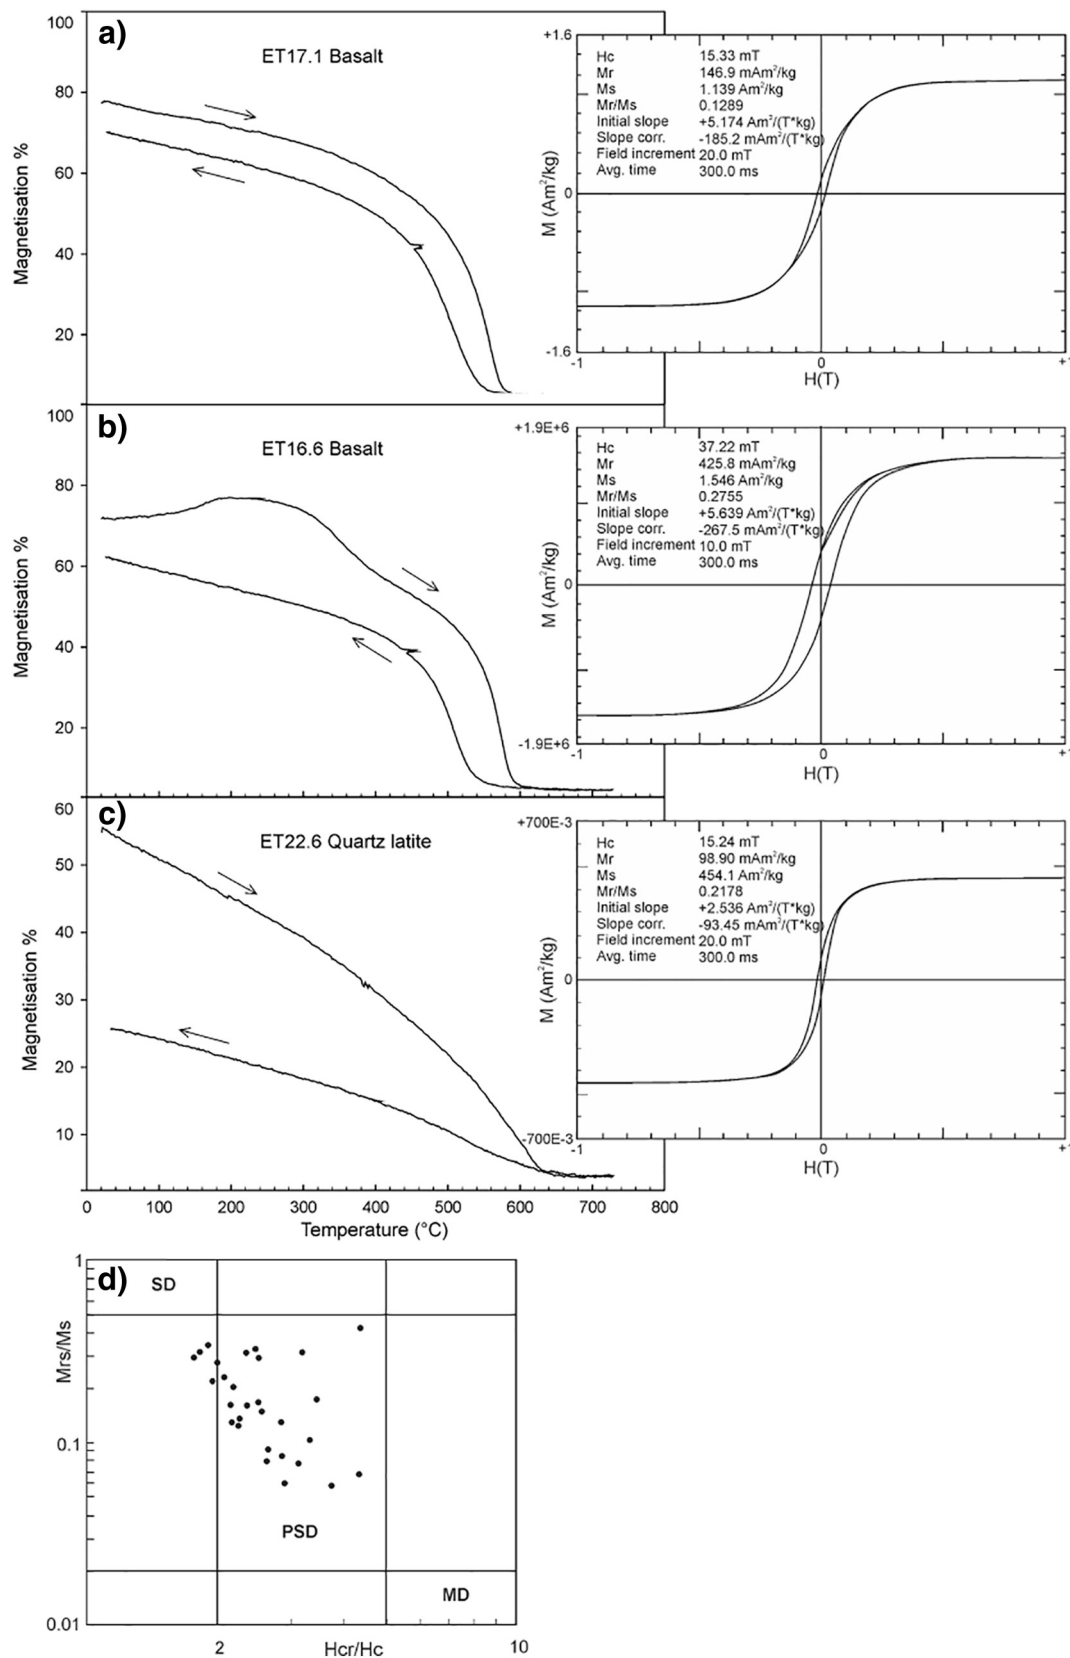 a)
ET17.1 Basalt
100
80
60
40
20
Magnetisation %
+1.6
0
-1.6
M (Am²/kg)
Hc 15.33 mT
Mr 146.9 mAm²/kg
Ms 1.139 Am²/kg
Mr/Ms 0.1289
Initial slope +5.174 Am²/(T*kg)
Slope corr. -185.2 mAm²/(T*kg)
Field increment 20.0 mT
Avg. time 300.0 ms
-1 0 +1
H(T)
b)
ET16.6 Basalt
100
80
60
40
20
Magnetisation %
+1.9E+6
0
-1.9E+6
M (Am²/kg)
Hc 37.22 mT
Mr 425.8 mAm²/kg
Ms 1.546 Am²/kg
Mr/Ms 0.2755
Initial slope +5.639 Am²/(T*kg)
Slope corr. -267.5 mAm²/(T*kg)
Field increment 10.0 mT
Avg. time 300.0 ms
-1 0 +1
H(T)
c)
ET22.6 Quartz latite
60
50
40
30
20
10
Magnetisation %
+700E-3
0
-700E-3
M (Am²/kg)
Hc 15.24 mT
Mr 98.90 mAm²/kg
Ms 454.1 Am²/kg
Mr/Ms 0.2178
Initial slope +2.536 Am²/(T*kg)
Slope corr. -93.45 mAm²/(T*kg)
Field increment 20.0 mT
Avg. time 300.0 ms
-1 0 +1
H(T)
0 100 200 300 400 500 600 700 800
Temperature (°C)
d)
SD
PSD
MD
1
0.1
0.01
Mrs/Ms
2 10
Hcr/Hc